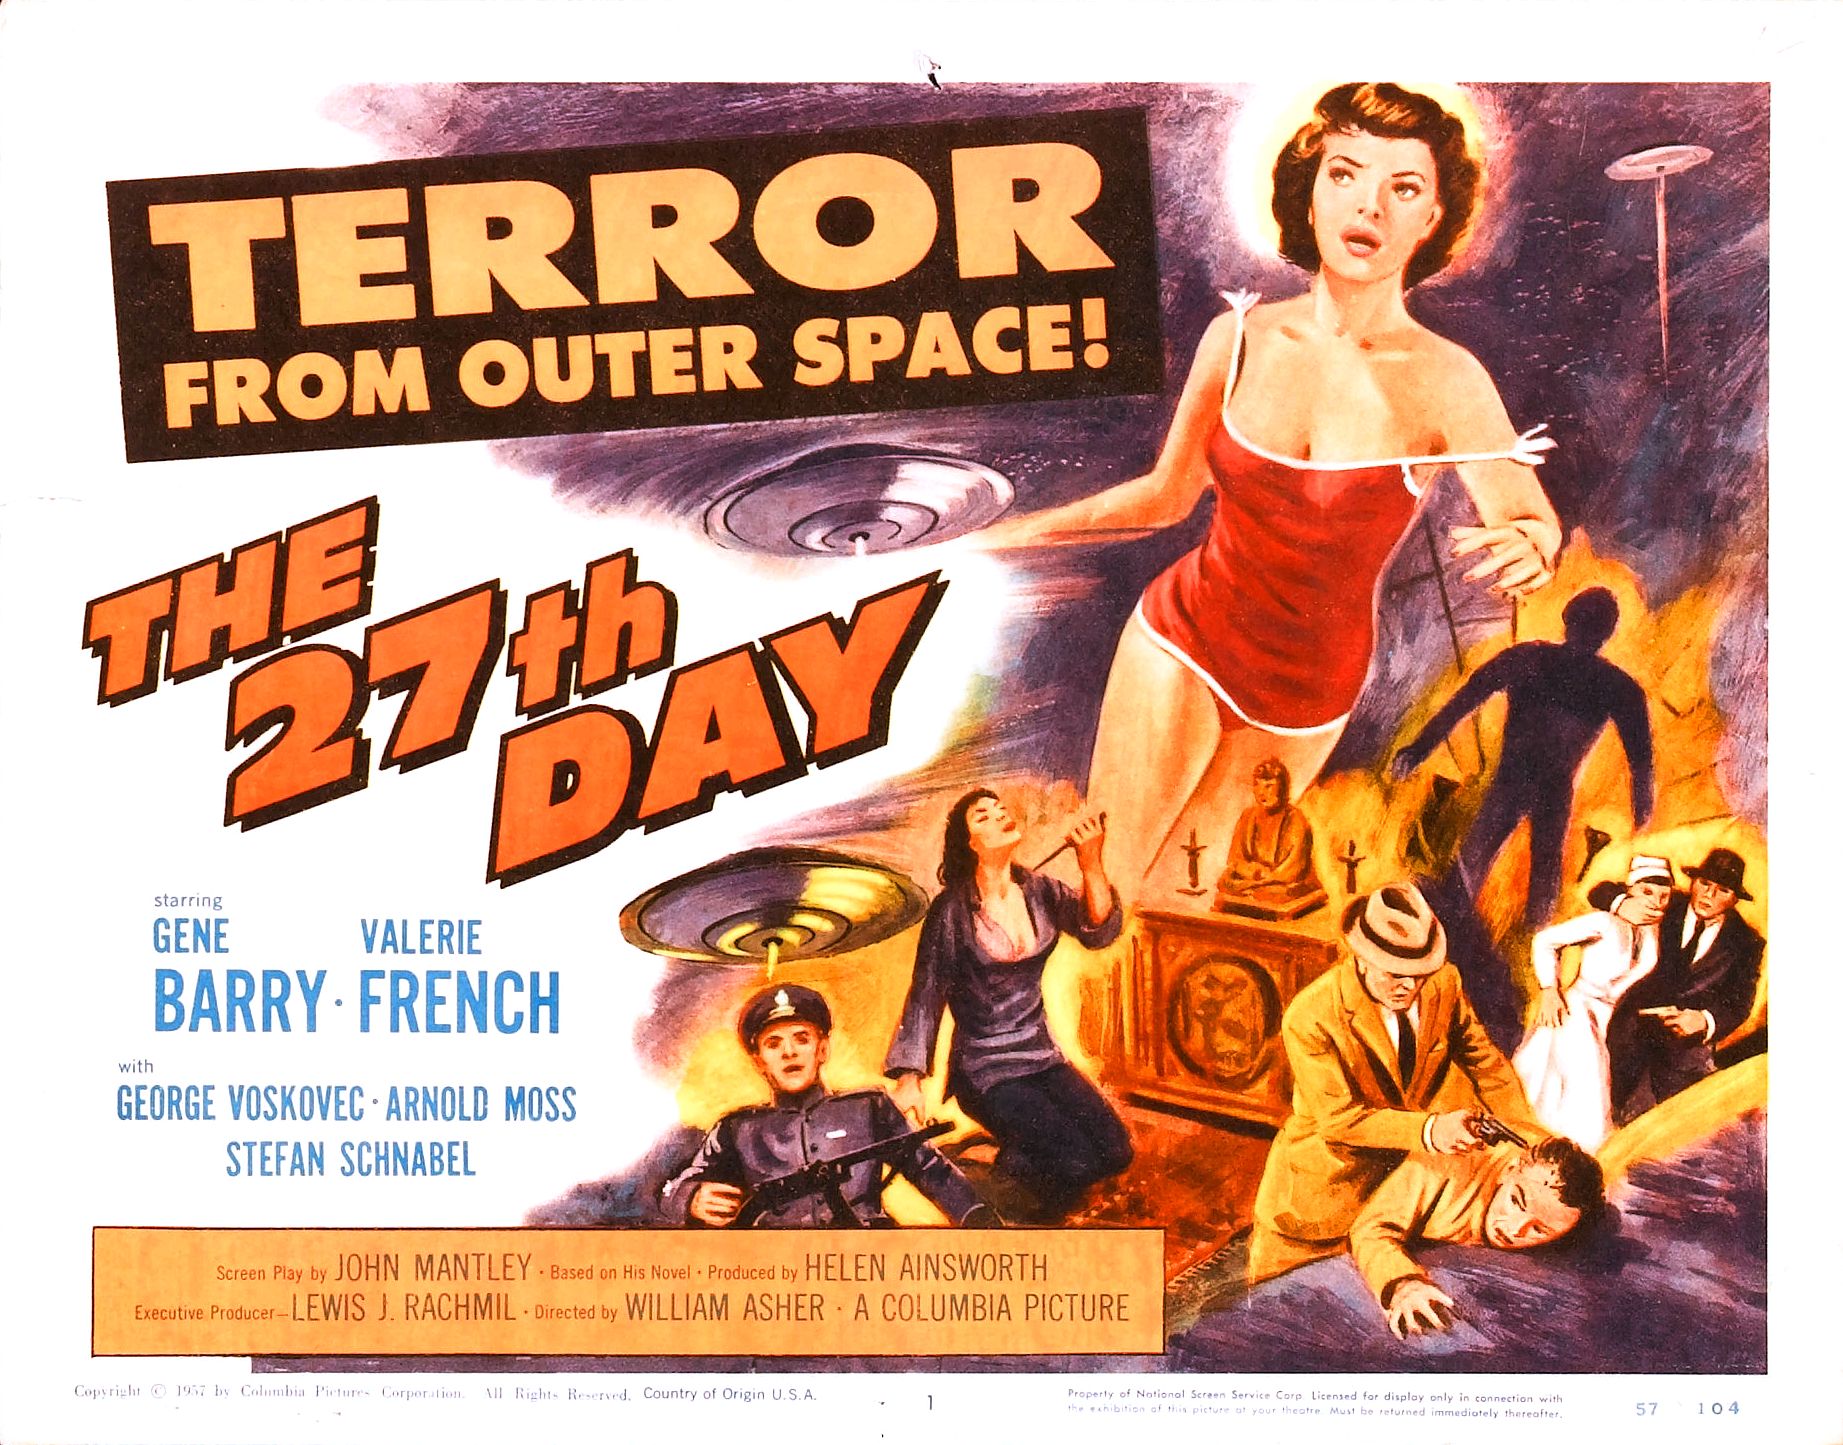 TERROR
FROM OUTER SPACE!
THE
27th
DAY
starring
GENE BARRY · VALERIE FRENCH
with
GEORGE VOSKOVEC · ARNOLD MOSS
STEFAN SCHNABEL
Screen Play by JOHN MANTLEY · Based on His Novel · Produced by HELEN AINSWORTH
Executive Producer—LEWIS J. RACHMIL · Directed by WILLIAM ASHER · A COLUMBIA PICTURE
Copyright © 1957 by Columbia Pictures Corporation. All Rights Reserved. Country of Origin U.S.A.
1
Property of National Screen Service Corp. Licensed for display only in connection with
the exhibition of this picture at your theatre. Must be returned immediately thereafter.
57 104